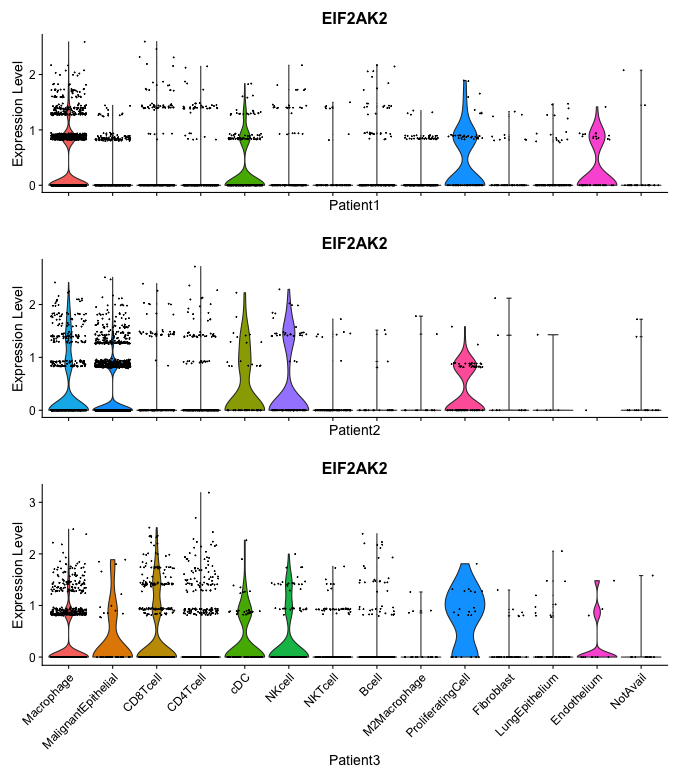 EIF2AK2
Expression Level
2
1
0
Patient1
EIF2AK2
Expression Level
2
1
0
Patient2
EIF2AK2
Expression Level
3
2
1
0
Macrophage
MalignantEpithelial
CD8Tcell
CD4Tcell
cDC
NKcell
NKTcell
Bcell
M2Macrophage
ProliferatingCell
Fibroblast
LungEpithelium
Endothelium
NotAvail
Patient3